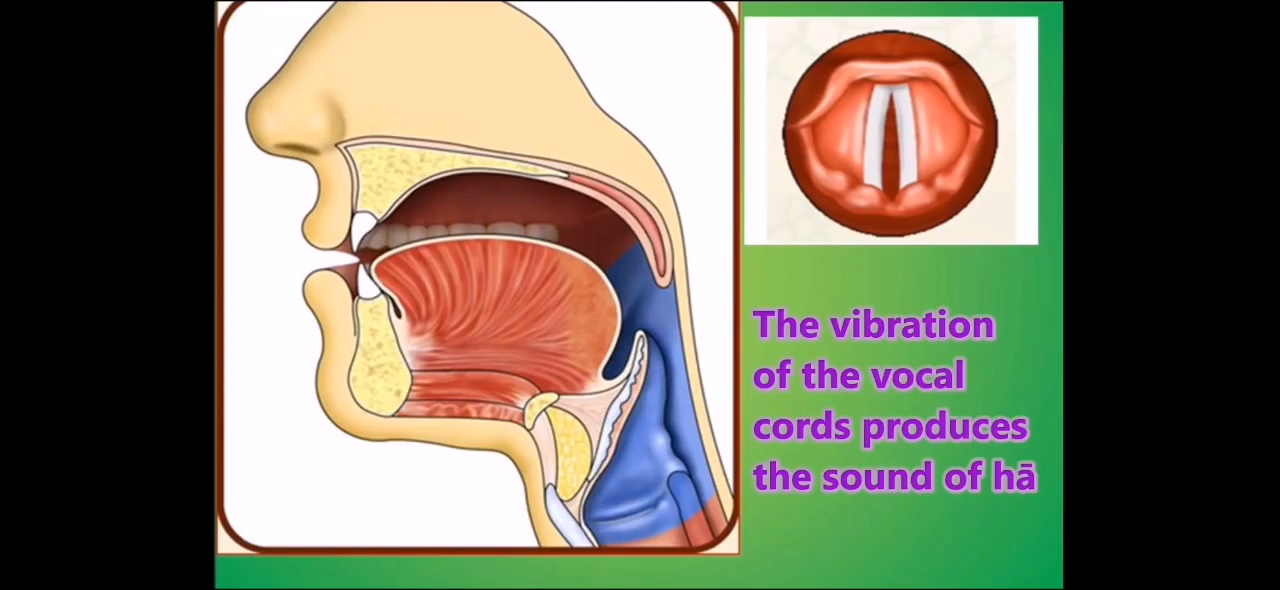 The vibration
of the vocal
cords produces
the sound of hā